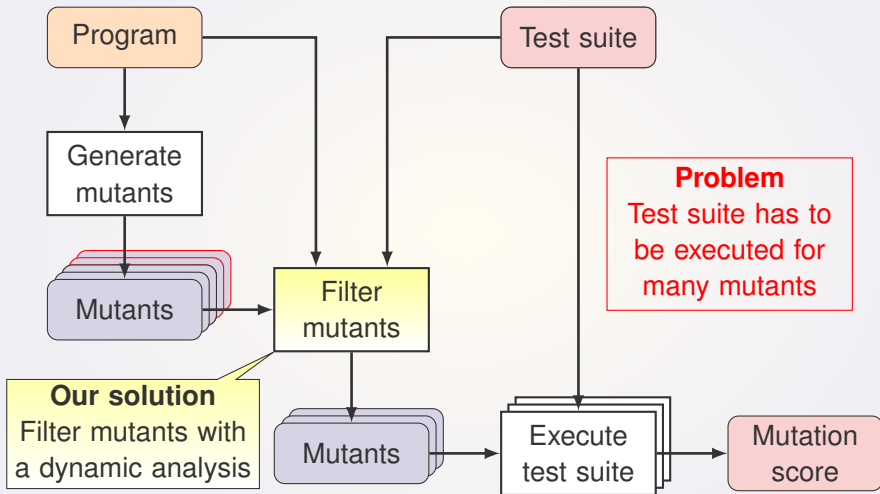 Program
Test suite
Generate
mutants
Problem
Test suite has to
be executed for
many mutants
Mutants
Filter
mutants
Our solution
Filter mutants with
a dynamic analysis
Mutants
Execute
test suite
Mutation
score